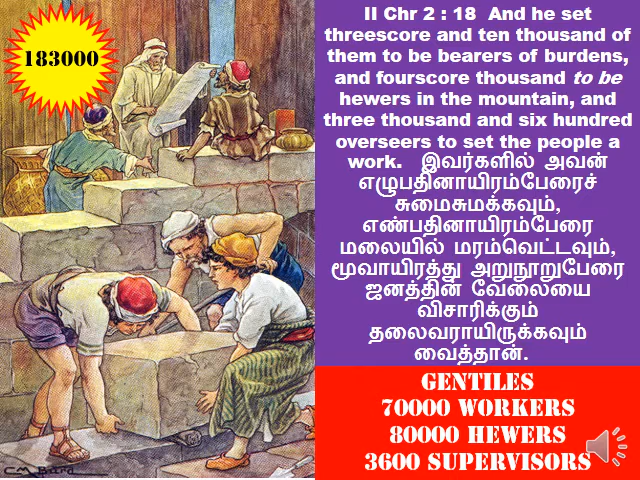 183000
II Chr 2 : 18 And he set
threescore and ten thousand of
them to be bearers of burdens,
and fourscore thousand to be
hewers in the mountain, and
three thousand and six hundred
overseers to set the people a
work. இவர்களில் அவன்
எழுபதினாயிரம்பேரைச்
சுமைசுமக்கவும்,
எண்பதினாயிரம்பேரை
மலையில் மரம்வெட்டவும்,
மூவாயிரத்து அறுநூறுபேரை
ஜனத்தின் வேலையை
விசாரிக்கும்
தலைவராயிருக்கவும்
வைத்தான்.
GENTILES
70000 WORKERS
80000 HEWERS
3600 SUPERVISORS